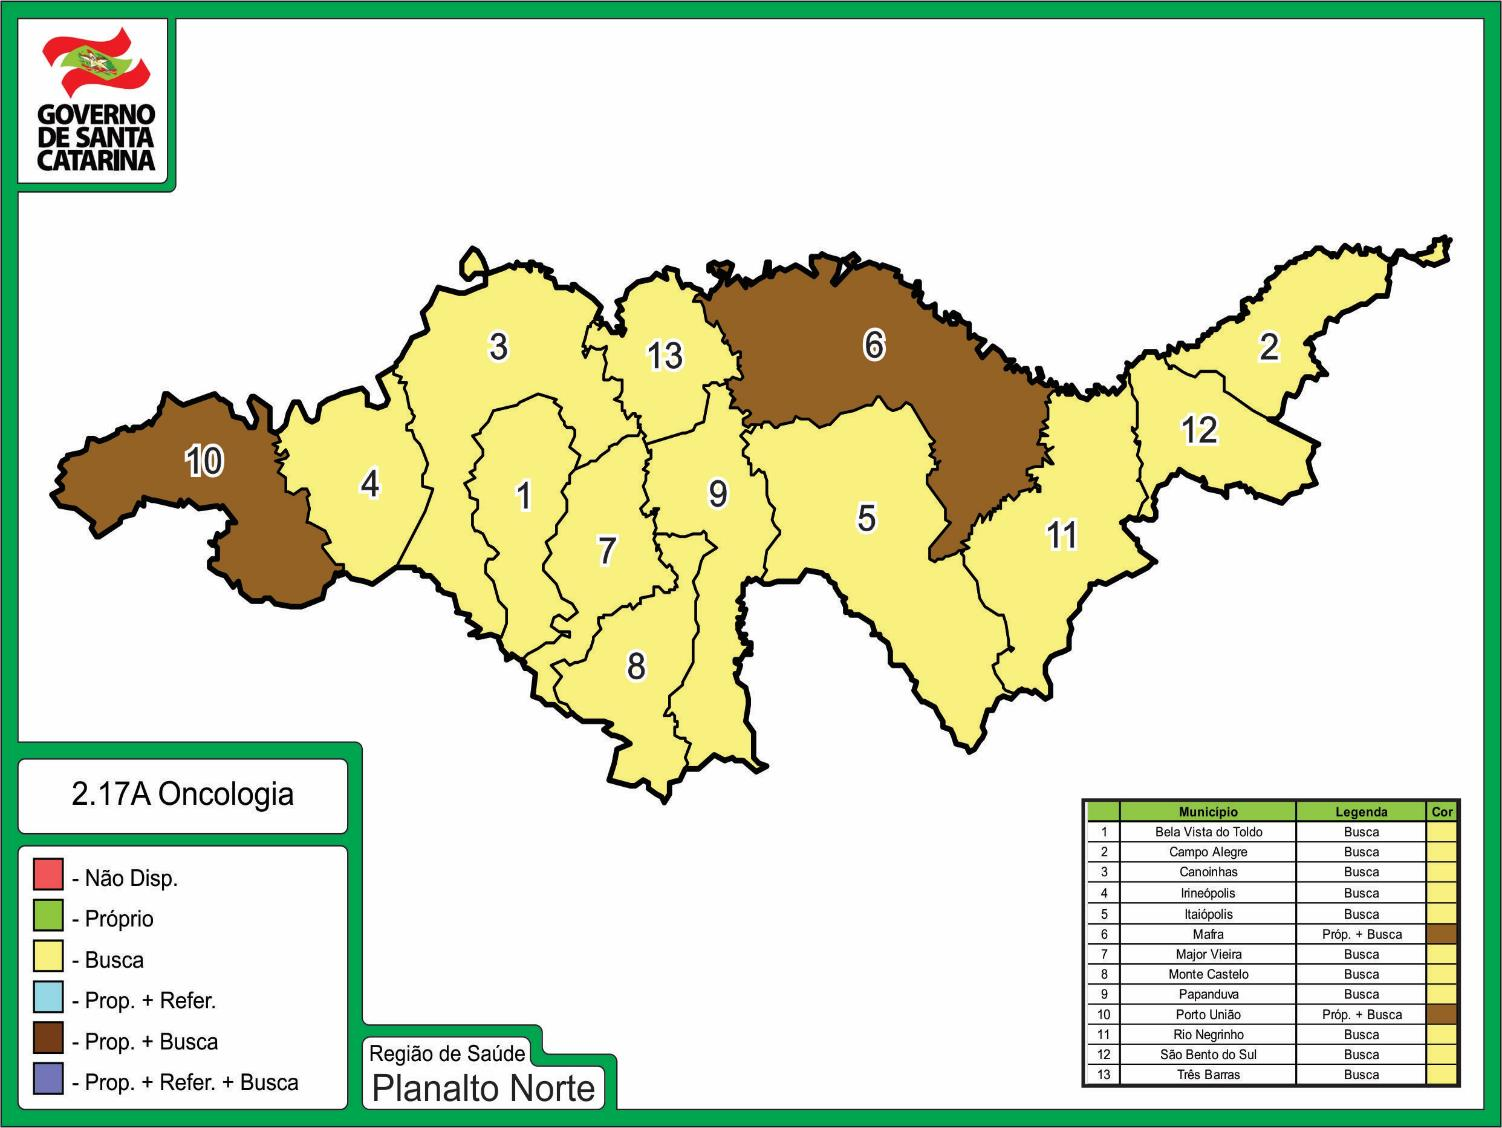 GOVERNO
DE SANTA
CATARINA
3
13
6
2
12
10
4
1
9
5
7
11
8
2.17A Oncologia
- Não Disp.
- Próprio
- Busca
- Prop. + Refer.
- Prop. + Busca
- Prop. + Refer. + Busca
Região de Saúde
Planalto Norte
Município Legenda Cor
1 Bela Vista do Toldo Busca
2 Campo Alegre Busca
3 Canoinhas Busca
4 Irineópolis Busca
5 Itaiópolis Busca
6 Mafra Próp. + Busca
7 Major Vieira Busca
8 Monte Castelo Busca
9 Papanduva Busca
10 Porto União Próp. + Busca
11 Rio Negrinho Busca
12 São Bento do Sul Busca
13 Três Barras Busca